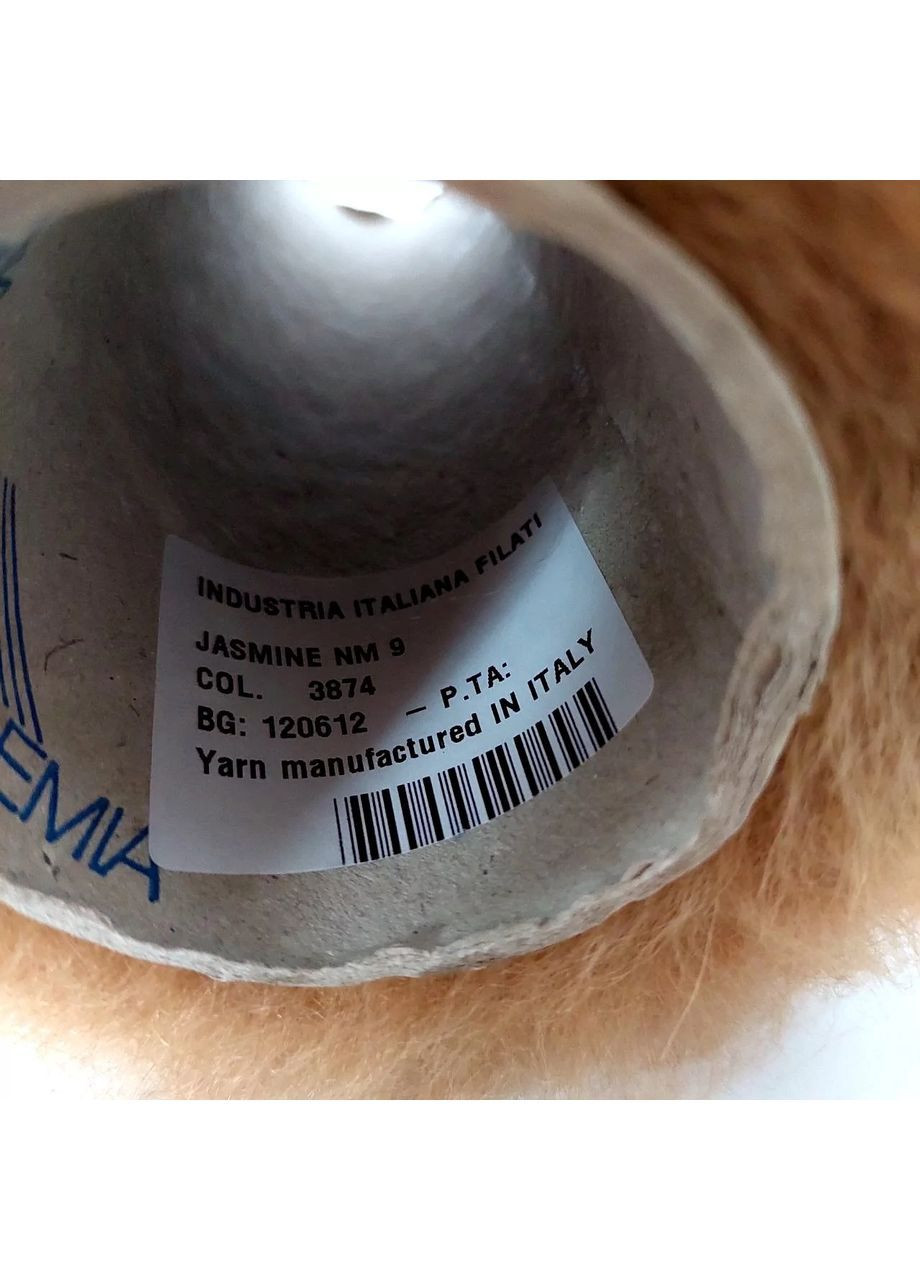 INDUSTRIA ITALIANA FILATI
JASMINE NM 9
COL. 3874
BG: 120612 - P.TA:
Yarn manufactured IN ITALY
EMIA